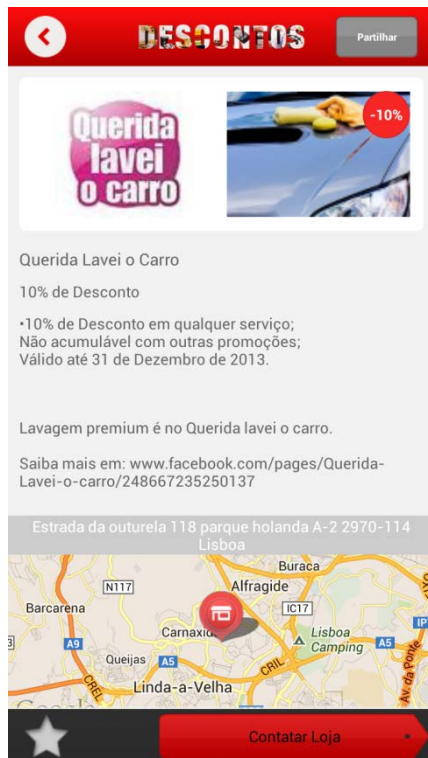 DESCONTOS
Partilhar
Querida
lavei
o carro
-10%
Querida Lavei o Carro
10% de Desconto
•10% de Desconto em qualquer serviço;
Não acumulável com outras promoções;
Válido até 31 de Dezembro de 2013.
Lavagem premium é no Querida lavei o carro.
Saiba mais em: www.facebook.com/pages/Querida-
Lavei-o-carro/248667235250137
Estrada da outurela 118 parque holanda A-2 2970-114
Lisboa
Buraca
N117
Alfragide
Barcarena
IC17
Carnaxid
Lisboa
Camping
A9
A5
IP
Queijas
A5
CRIL
CREL
Linda-a-Velha
Av. da Ponte
Contatar Loja